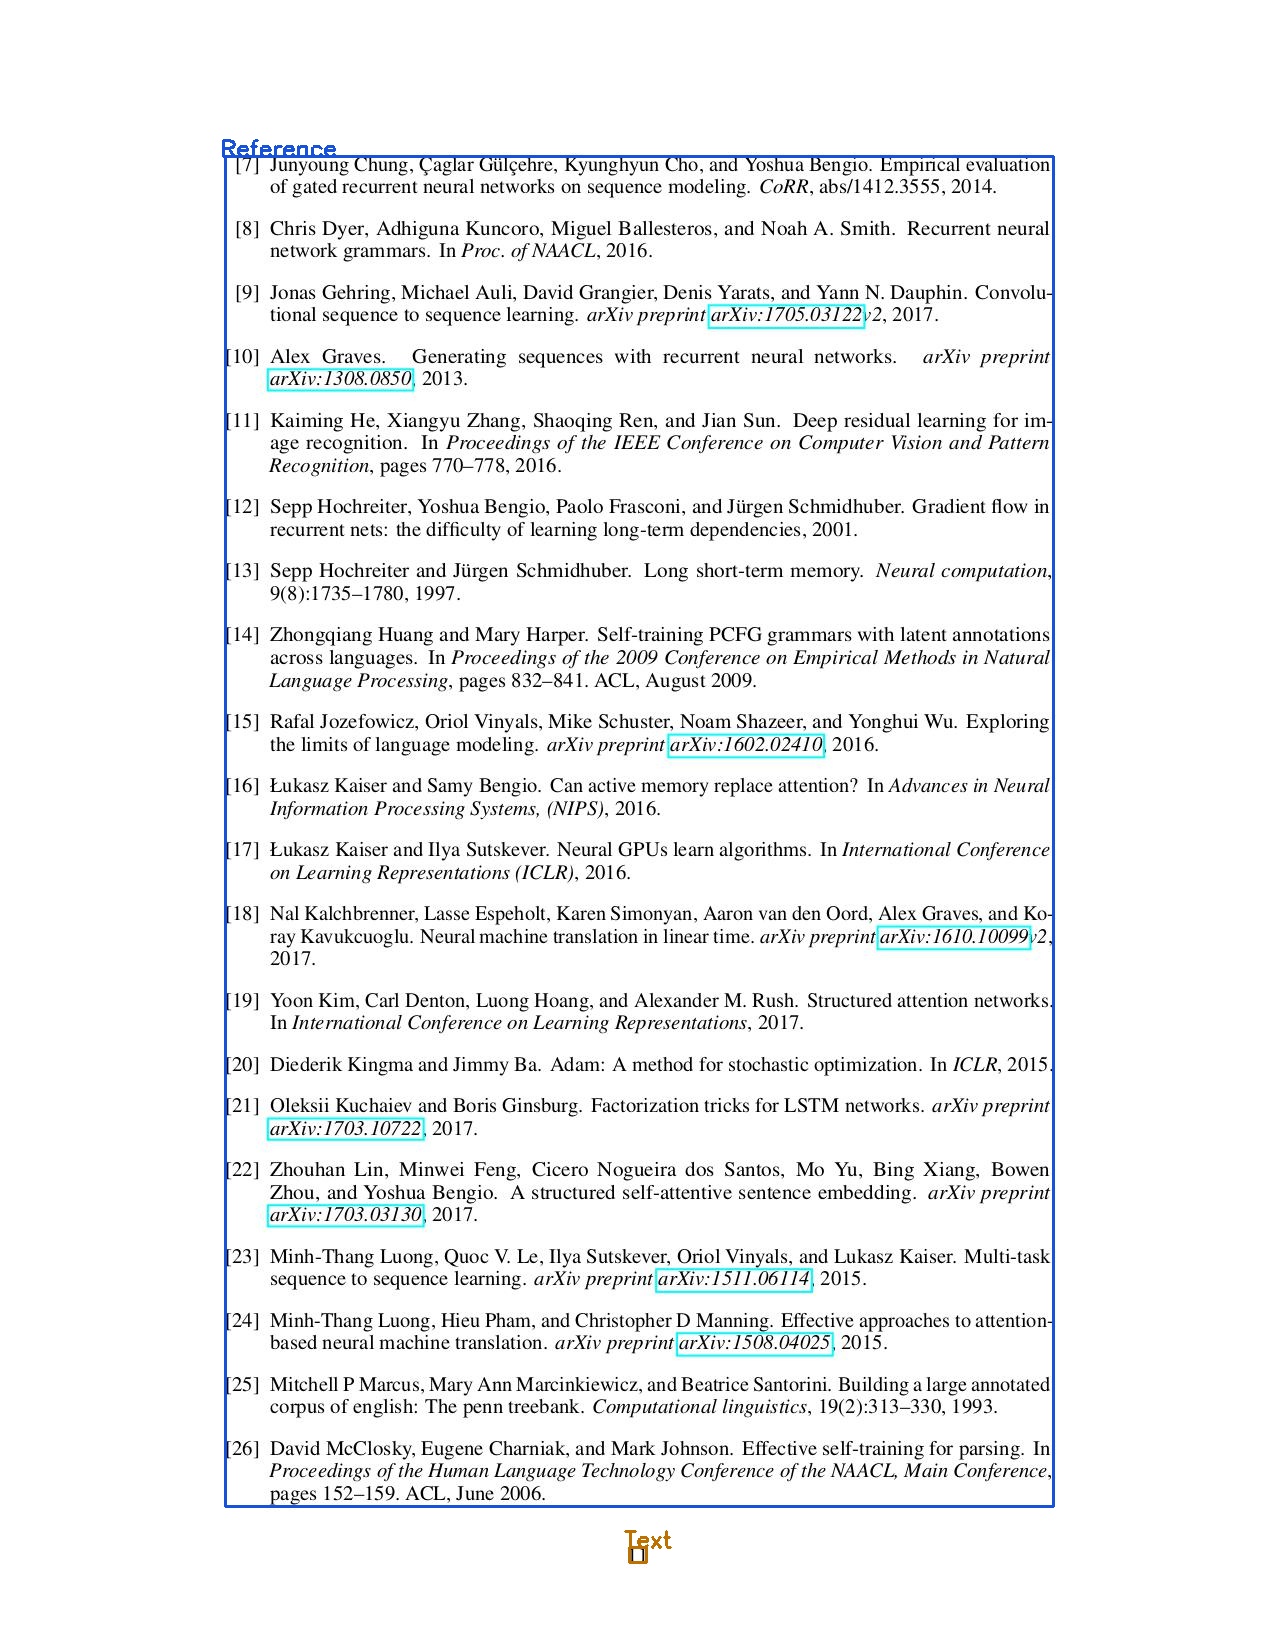 Reference
[7] Junyoung Chung, Çaglar Gülçehre, Kyunghyun Cho, and Yoshua Bengio. Empirical evaluation
of gated recurrent neural networks on sequence modeling. CoRR, abs/1412.3555, 2014.
[8] Chris Dyer, Adhiguna Kuncoro, Miguel Ballesteros, and Noah A. Smith. Recurrent neural
network grammars. In Proc. of NAACL, 2016.
[9] Jonas Gehring, Michael Auli, David Grangier, Denis Yarats, and Yann N. Dauphin. Convolu-
tional sequence to sequence learning. arXiv preprint arXiv:1705.03122v2, 2017.
[10] Alex Graves. Generating sequences with recurrent neural networks. arXiv preprint
arXiv:1308.0850, 2013.
[11] Kaiming He, Xiangyu Zhang, Shaoqing Ren, and Jian Sun. Deep residual learning for im-
age recognition. In Proceedings of the IEEE Conference on Computer Vision and Pattern
Recognition, pages 770–778, 2016.
[12] Sepp Hochreiter, Yoshua Bengio, Paolo Frasconi, and Jürgen Schmidhuber. Gradient flow in
recurrent nets: the difficulty of learning long-term dependencies, 2001.
[13] Sepp Hochreiter and Jürgen Schmidhuber. Long short-term memory. Neural computation,
9(8):1735–1780, 1997.
[14] Zhongqiang Huang and Mary Harper. Self-training PCFG grammars with latent annotations
across languages. In Proceedings of the 2009 Conference on Empirical Methods in Natural
Language Processing, pages 832–841. ACL, August 2009.
[15] Rafal Jozefowicz, Oriol Vinyals, Mike Schuster, Noam Shazeer, and Yonghui Wu. Exploring
the limits of language modeling. arXiv preprint arXiv:1602.02410, 2016.
[16] Łukasz Kaiser and Samy Bengio. Can active memory replace attention? In Advances in Neural
Information Processing Systems, (NIPS), 2016.
[17] Łukasz Kaiser and Ilya Sutskever. Neural GPUs learn algorithms. In International Conference
on Learning Representations (ICLR), 2016.
[18] Nal Kalchbrenner, Lasse Espeholt, Karen Simonyan, Aaron van den Oord, Alex Graves, and Ko-
ray Kavukcuoglu. Neural machine translation in linear time. arXiv preprint arXiv:1610.10099v2,
2017.
[19] Yoon Kim, Carl Denton, Luong Hoang, and Alexander M. Rush. Structured attention networks.
In International Conference on Learning Representations, 2017.
[20] Diederik Kingma and Jimmy Ba. Adam: A method for stochastic optimization. In ICLR, 2015.
[21] Oleksii Kuchaiev and Boris Ginsburg. Factorization tricks for LSTM networks. arXiv preprint
arXiv:1703.10722, 2017.
[22] Zhouhan Lin, Minwei Feng, Cicero Nogueira dos Santos, Mo Yu, Bing Xiang, Bowen
Zhou, and Yoshua Bengio. A structured self-attentive sentence embedding. arXiv preprint
arXiv:1703.03130, 2017.
[23] Minh-Thang Luong, Quoc V. Le, Ilya Sutskever, Oriol Vinyals, and Lukasz Kaiser. Multi-task
sequence to sequence learning. arXiv preprint arXiv:1511.06114, 2015.
[24] Minh-Thang Luong, Hieu Pham, and Christopher D Manning. Effective approaches to attention-
based neural machine translation. arXiv preprint arXiv:1508.04025, 2015.
[25] Mitchell P Marcus, Mary Ann Marcinkiewicz, and Beatrice Santorini. Building a large annotated
corpus of english: The penn treebank. Computational linguistics, 19(2):313–330, 1993.
[26] David McClosky, Eugene Charniak, and Mark Johnson. Effective self-training for parsing. In
Proceedings of the Human Language Technology Conference of the NAACL, Main Conference,
pages 152–159. ACL, June 2006.
Text